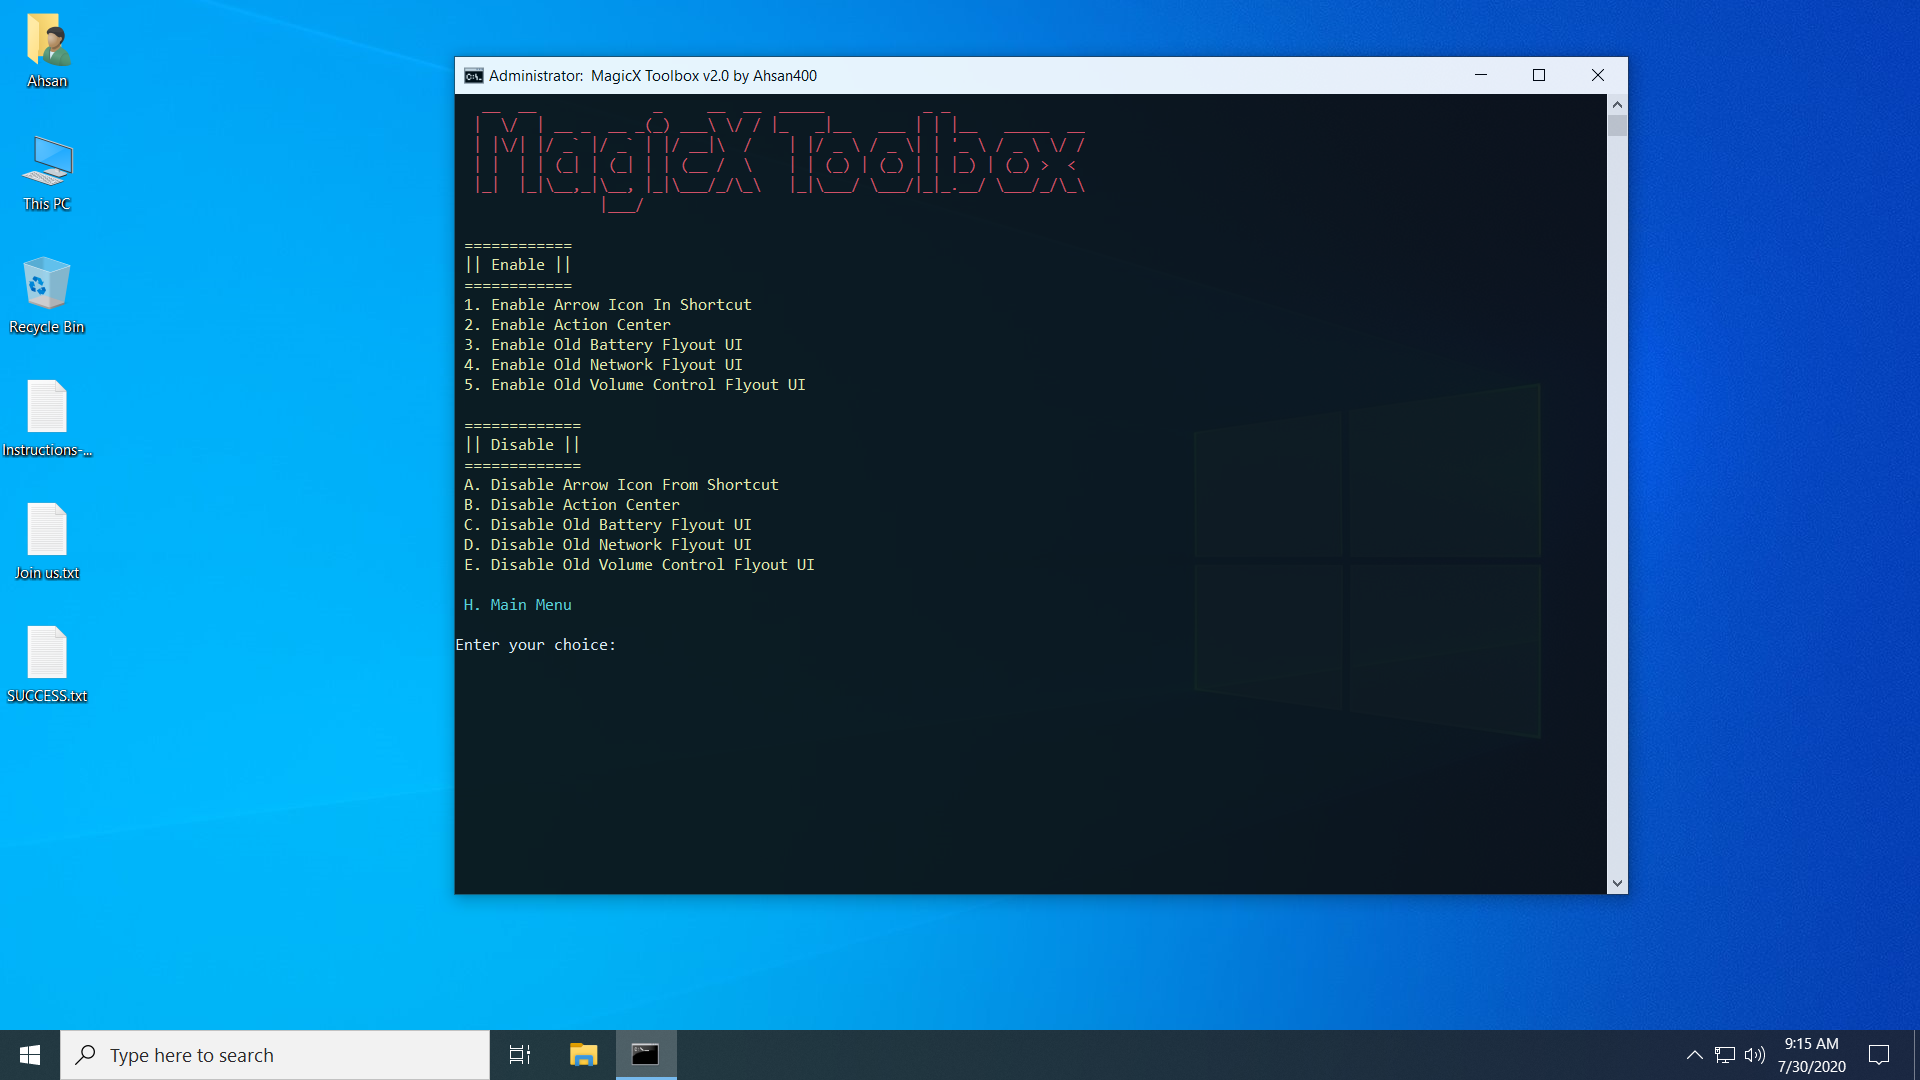 Ahsan
This PC
Recycle Bin
Instructions-...
Join us.txt
SUCCESS.txt
Administrator:  MagicX Toolbox v2.0 by Ahsan400
MagicX Toolbox
============
|| Enable ||
============
1. Enable Arrow Icon In Shortcut
2. Enable Action Center
3. Enable Old Battery Flyout UI
4. Enable Old Network Flyout UI
5. Enable Old Volume Control Flyout UI
=============
|| Disable ||
=============
A. Disable Arrow Icon From Shortcut
B. Disable Action Center
C. Disable Old Battery Flyout UI
D. Disable Old Network Flyout UI
E. Disable Old Volume Control Flyout UI
H. Main Menu
Enter your choice:
Type here to search
9:15 AM
7/30/2020